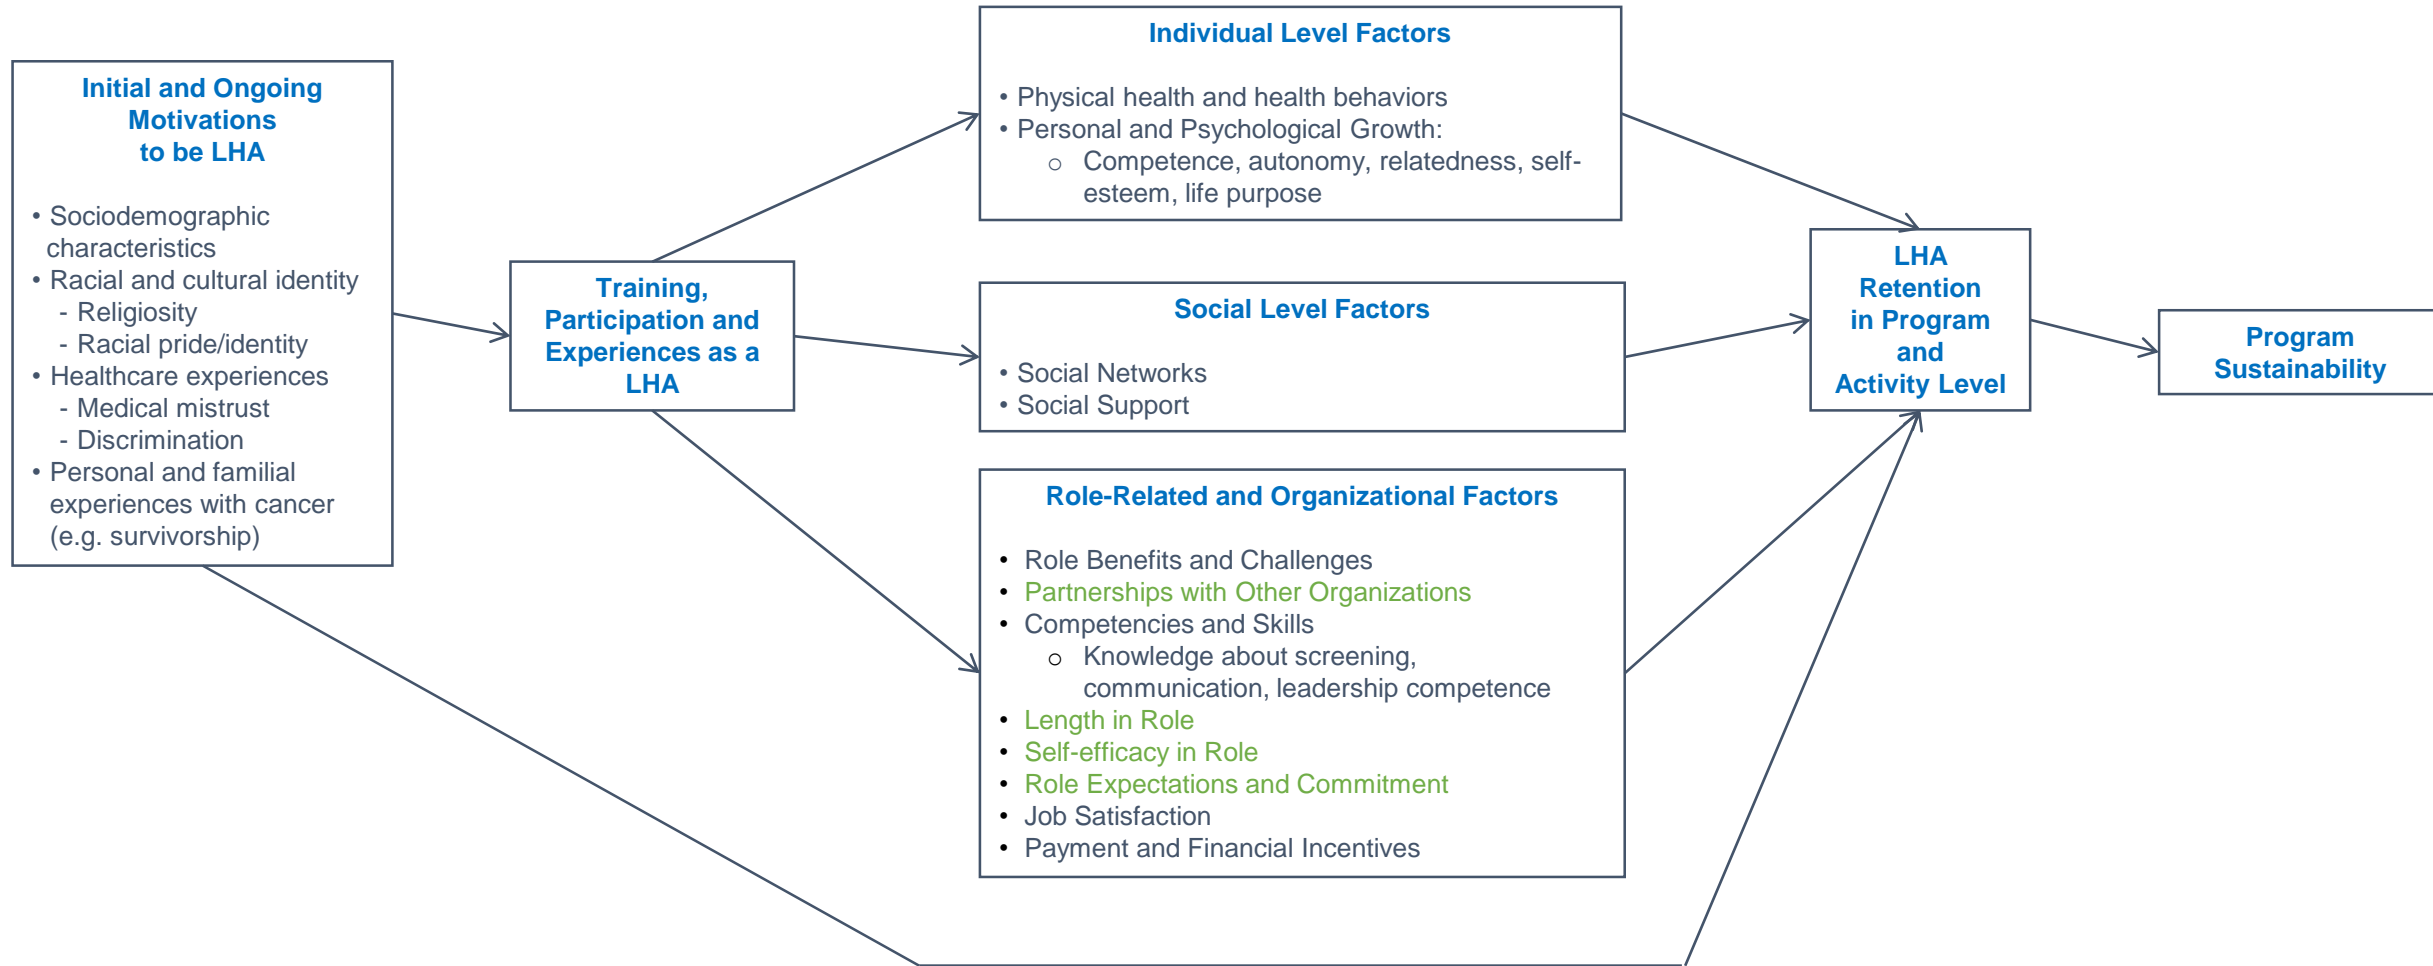 Initial and Ongoing
Motivations
to be LHA
• Sociodemographic
characteristics
• Racial and cultural identity
- Religiosity
- Racial pride/identity
• Healthcare experiences
- Medical mistrust
- Discrimination
• Personal and familial
experiences with cancer
(e.g. survivorship)
Training,
Participation and
Experiences as a
LHA
Individual Level Factors
• Physical health and health behaviors
• Personal and Psychological Growth:
o Competence, autonomy, relatedness, self-
esteem, life purpose
Social Level Factors
• Social Networks
• Social Support
Role-Related and Organizational Factors
• Role Benefits and Challenges
• Partnerships with Other Organizations
• Competencies and Skills
o Knowledge about screening,
communication, leadership competence
• Length in Role
• Self-efficacy in Role
• Role Expectations and Commitment
• Job Satisfaction
• Payment and Financial Incentives
LHA
Retention
in Program
and
Activity Level
Program
Sustainability